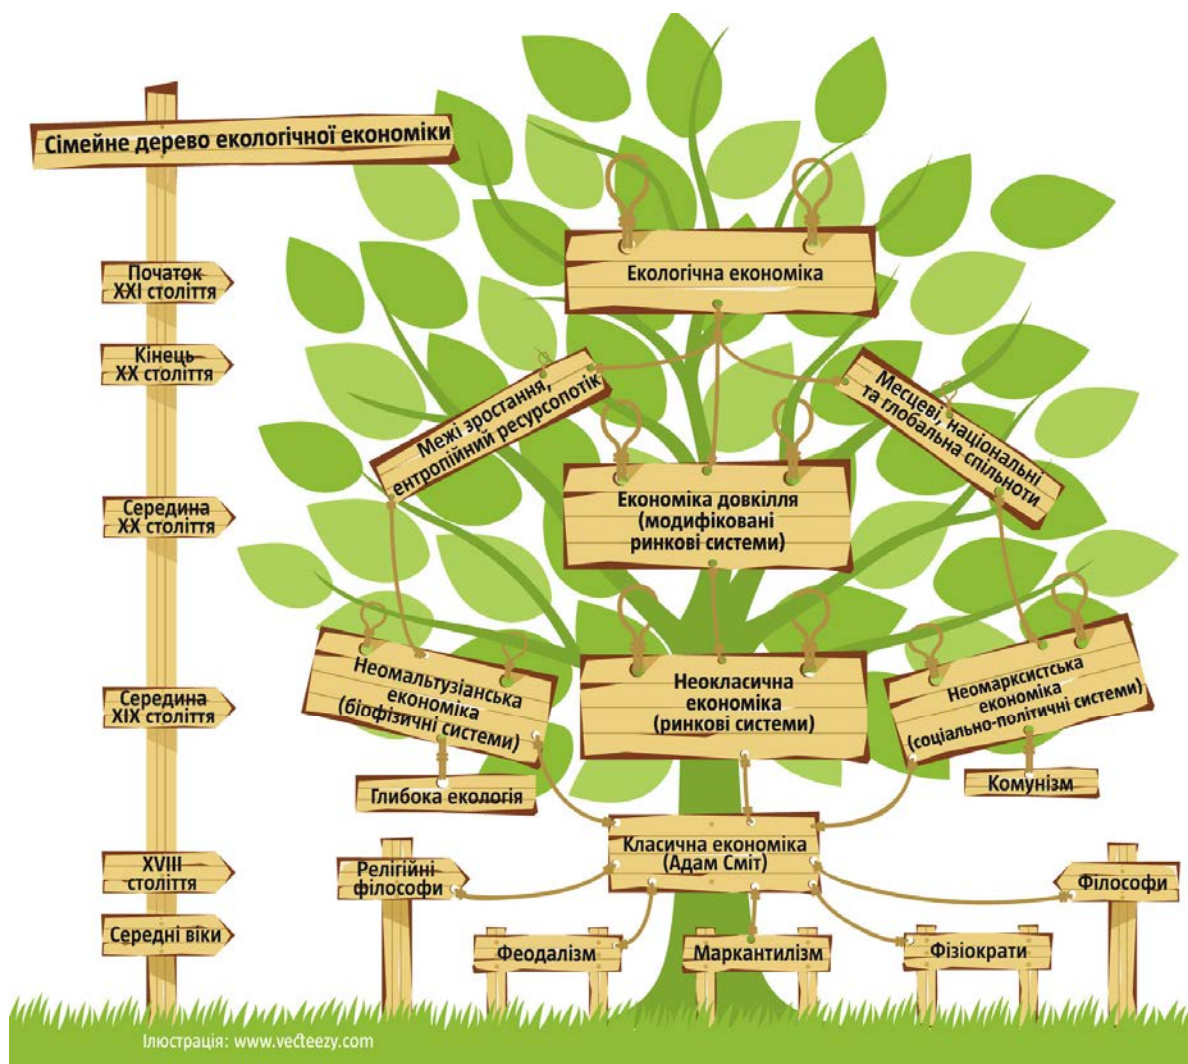 Сімейне дерево екологічної економіки
Початок
XXI століття
Кінець
XX століття
Середина
XX століття
Середина
XIX століття
XVIII
століття
Середні віки
Екологічна економіка
Межі зростання,
ентропійний ресурсопотік
Месцеві, національні
та глобальна спільноти
Економіка довкілля
(модифіковані
ринкові системи)
Неомальтузіанська
економіка
(біофізичні системи)
Неокласична
економіка
(ринкові системи)
Неомарксистська
економіка
(соціально-політичні системи)
Глибока екологія
Комунізм
Класична економіка
(Адам Сміт)
Релігійні
філософи
Філософи
Феодалізм
Маркантилізм
Фізіократи
Ілюстрація: www.vecteezy.com